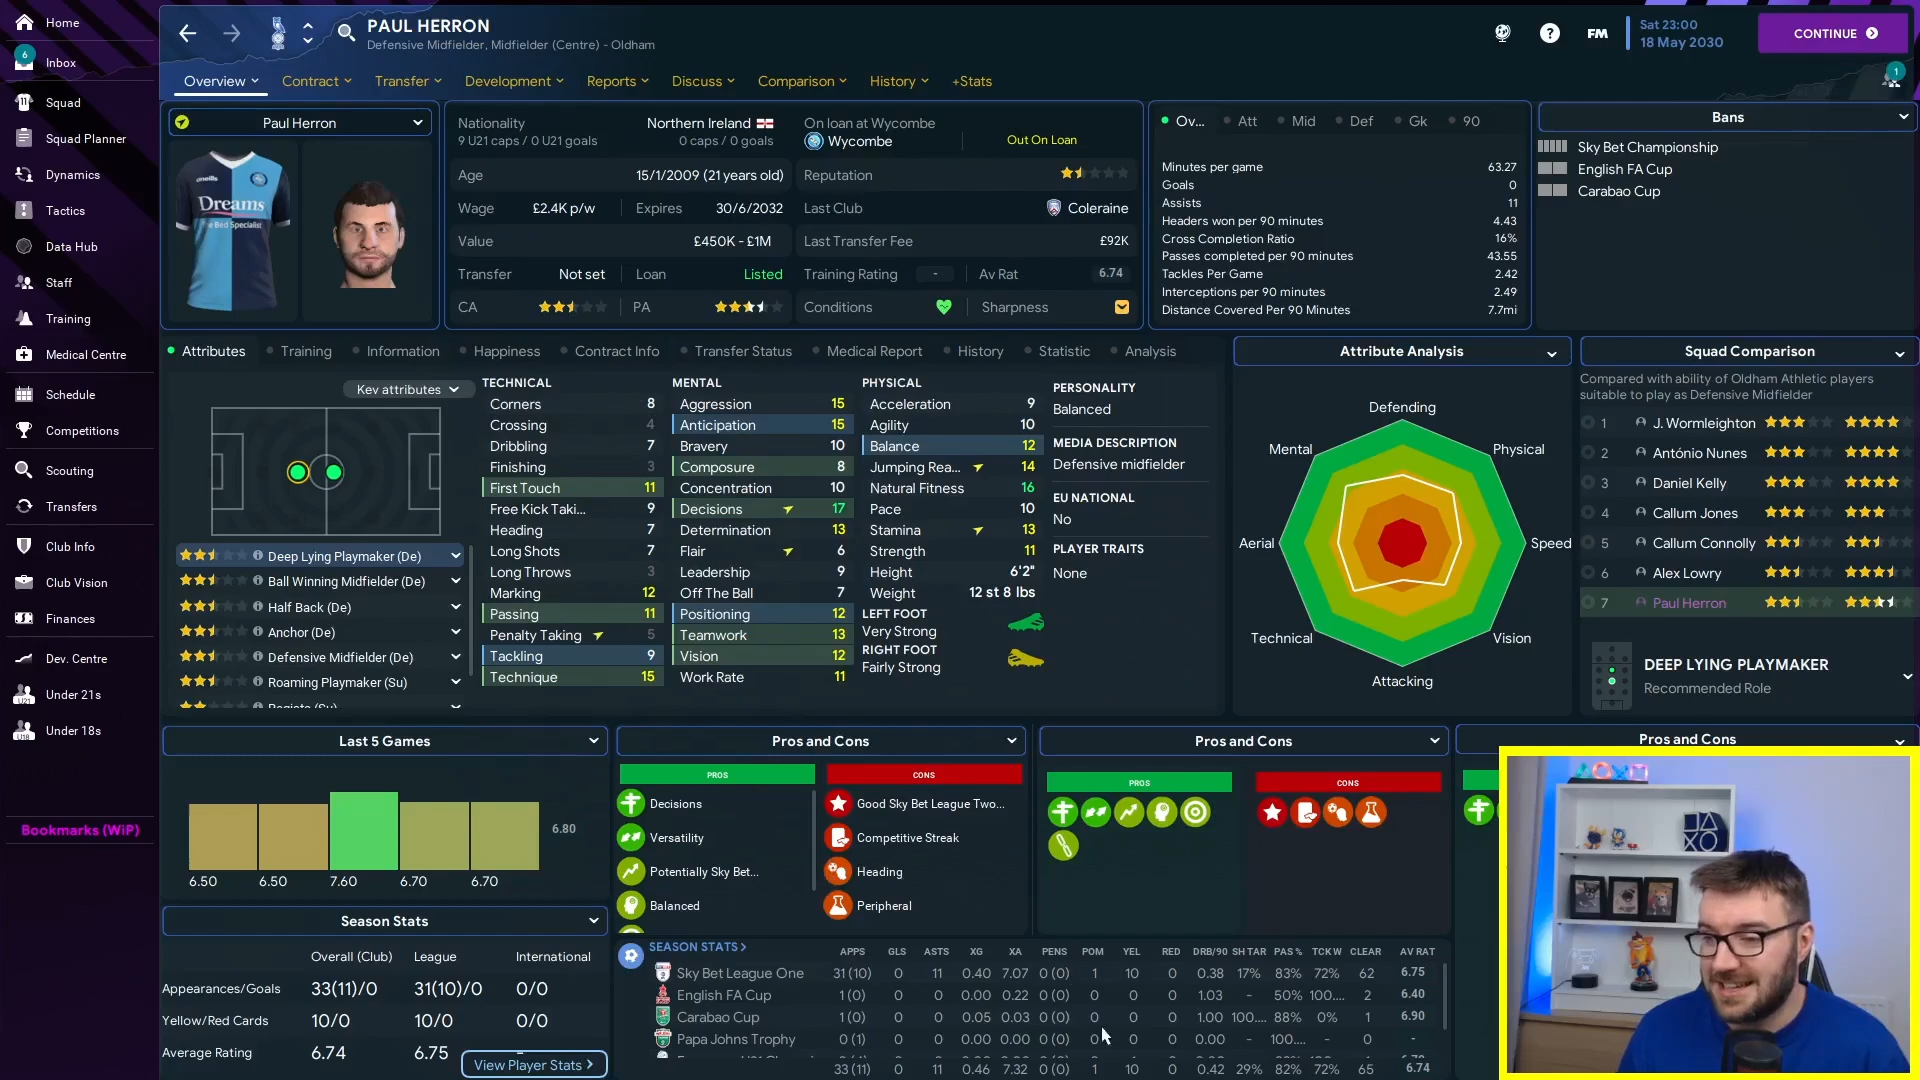 Home
6
Inbox
Squad
Squad Planner
Dynamics
Tactics
Data Hub
Staff
Training
Medical Centre
Schedule
Competitions
Scouting
Transfers
Club Info
Club Vision
Finances
Dev. Centre
Under 21s
Under 18s
Bookmarks (WiP)
PAUL HERRON
Defensive Midfielder, Midfielder (Centre) - Oldham
FM
Sat 23:00
18 May 2030
CONTINUE
1
Overview Contract Transfer Development Reports Discuss Comparison History +Stats
Paul Herron
Dreams
Nationality Northern Ireland
9 U21 caps / 0 U21 goals 0 caps / 0 goals
Age 15/1/2009 (21 years old)
Wage £2.4K p/w Expires 30/6/2032
Value £450K - £1M
Transfer Not set Loan Listed
CA PA
On loan at Wycombe
Wycombe Out On Loan
Reputation
Last Club Coleraine
Last Transfer Fee £92K
Training Rating - Av Rat 6.74
Conditions Sharpness
Ov... Att Mid Def Gk 90
Minutes per game 63.27
Goals 0
Assists 11
Headers won per 90 minutes 4.43
Cross Completion Ratio 16%
Passes completed per 90 minutes 43.55
Tackles Per Game 2.42
Interceptions per 90 minutes 2.49
Distance Covered Per 90 Minutes 7.7mi
Bans
Sky Bet Championship
English FA Cup
Carabao Cup
Attributes Training Information Happiness Contract Info Transfer Status Medical Report History Statistic Analysis
Key attributes
Deep Lying Playmaker (De)
Ball Winning Midfielder (De)
Half Back (De)
Anchor (De)
Defensive Midfielder (De)
Roaming Playmaker (Su)
TECHNICAL
Corners 8
Crossing 4
Dribbling 7
Finishing 3
First Touch 11
Free Kick Taki... 9
Heading 7
Long Shots 7
Long Throws 3
Marking 12
Passing 11
Penalty Taking 5
Tackling 9
Technique 15
MENTAL
Aggression 15
Anticipation 15
Bravery 10
Composure 8
Concentration 10
Decisions 17
Determination 13
Flair 6
Leadership 9
Off The Ball 7
Positioning 12
Teamwork 13
Vision 12
Work Rate 11
PHYSICAL
Acceleration 9
Agility 10
Balance 12
Jumping Rea... 14
Natural Fitness 16
Pace 10
Stamina 13
Strength 11
Height 6'2"
Weight 12 st 8 lbs
LEFT FOOT
Very Strong
RIGHT FOOT
Fairly Strong
PERSONALITY
Balanced
MEDIA DESCRIPTION
Defensive midfielder
EU NATIONAL
No
PLAYER TRAITS
None
Attribute Analysis
Defending
Mental Physical
Aerial Speed
Technical Vision
Attacking
Squad Comparison
Compared with ability of Oldham Athletic players
suitable to play as Defensive Midfielder
1 J. Wormleighton
2 António Nunes
3 Daniel Kelly
4 Callum Jones
5 Callum Connolly
6 Alex Lowry
7 Paul Herron
DEEP LYING PLAYMAKER
Recommended Role
Last 5 Games
6.80
6.50 6.50 7.60 6.70 6.70
Season Stats
Overall (Club) League International
Appearances/Goals 33(11)/0 31(10)/0 0/0
Yellow/Red Cards 10/0 10/0 0/0
Average Rating 6.74 6.75 -
View Player Stats >
Pros and Cons
PROS CONS
Decisions
Versatility
Potentially Sky Bet...
Balanced
Good Sky Bet League Two...
Competitive Streak
Heading
Peripheral
Pros and Cons
PROS CONS
Pros and Cons
SEASON STATS > APPS GLS ASTS XG XA PENS POM YEL RED DRB/90 SH TAR PAS % TCK W CLEAR AV RAT
Sky Bet League One 31 (10) 0 11 0.40 7.07 0 (0) 1 10 0 0.38 17% 83% 72% 62 6.75
English FA Cup 1 (0) 0 0 0.00 0.22 0 (0) 0 0 0 1.03 - 50% 100.... 2 6.40
Carabao Cup 1 (0) 0 0 0.05 0.03 0 (0) 0 0 0 1.00 100.... 88% 0% 1 6.90
Papa Johns Trophy 0 (1) 0 0 0.00 0.00 0 (0) 0 0 0 0.00 - 100.... - 0 -
33 (11) 0 11 0.46 7.32 0 (0) 1 10 0 0.42 29% 82% 72% 65 6.74